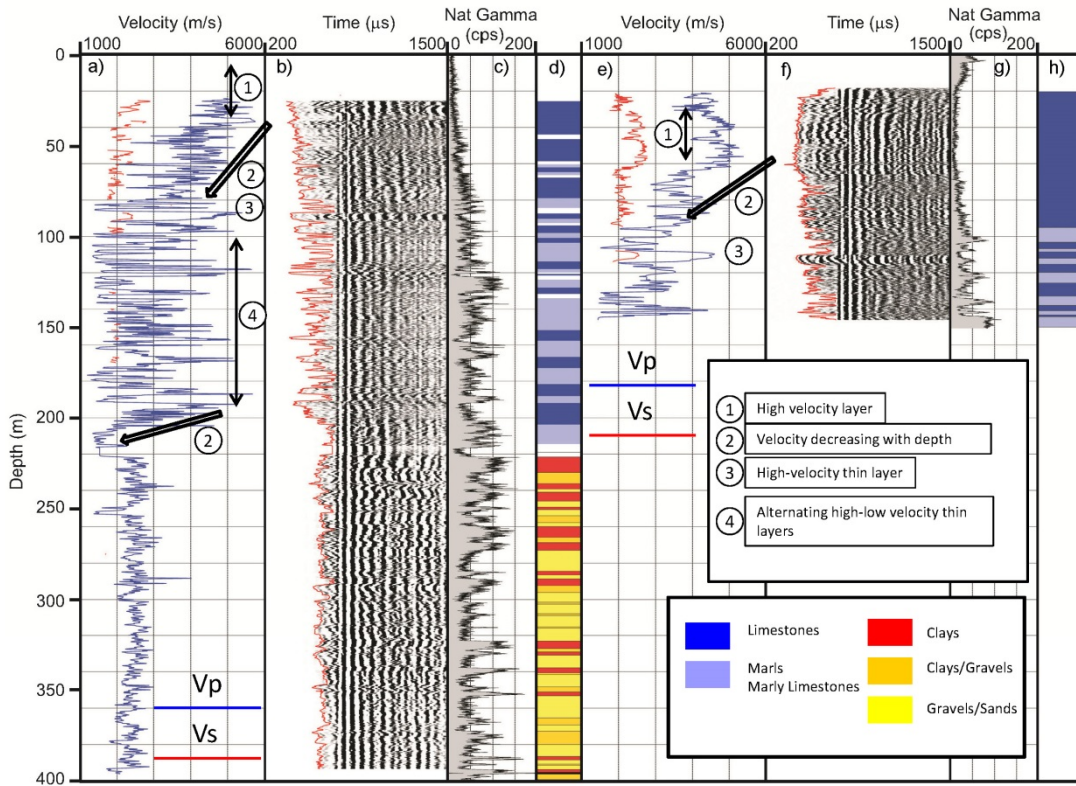 Velocity (m/s) Time (µs) Nat Gamma (cps) Velocity (m/s) Time (µs) Nat Gamma (cps)
1000 6000 200 1500 0 200 1000 6000 200 1500 0 200
a) b) c) d) e) f) g) h)
Depth (m)
0
50
100
150
200
250
300
350
400
1
2
3
4
2
Vp
Vs
1
2
3
Vp
Vs
1 High velocity layer
2 Velocity decreasing with depth
3 High-velocity thin layer
4 Alternating high-low velocity thin
layers
Limestones
Marls
Marly Limestones
Clays
Clays/Gravels
Gravels/Sands